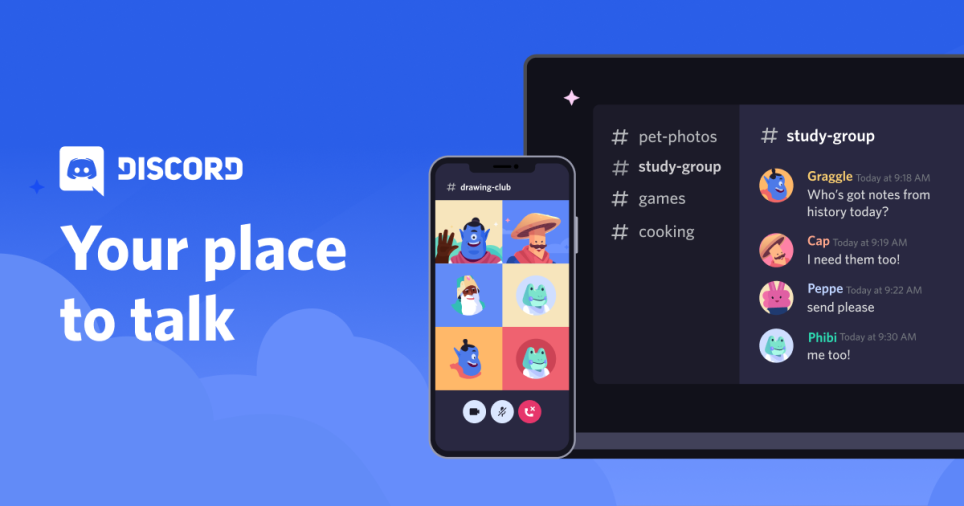 DISCORD
Your place
to talk
# drawing-club
# pet-photos
# study-group
# games
# cooking
# study-group
Graggle Today at 9:18 AM
Who's got notes from
history today?
Cap Today at 9:19 AM
I need them too!
Peppe Today at 9:22 AM
send please
Phibi Today at 9:30 AM
me too!